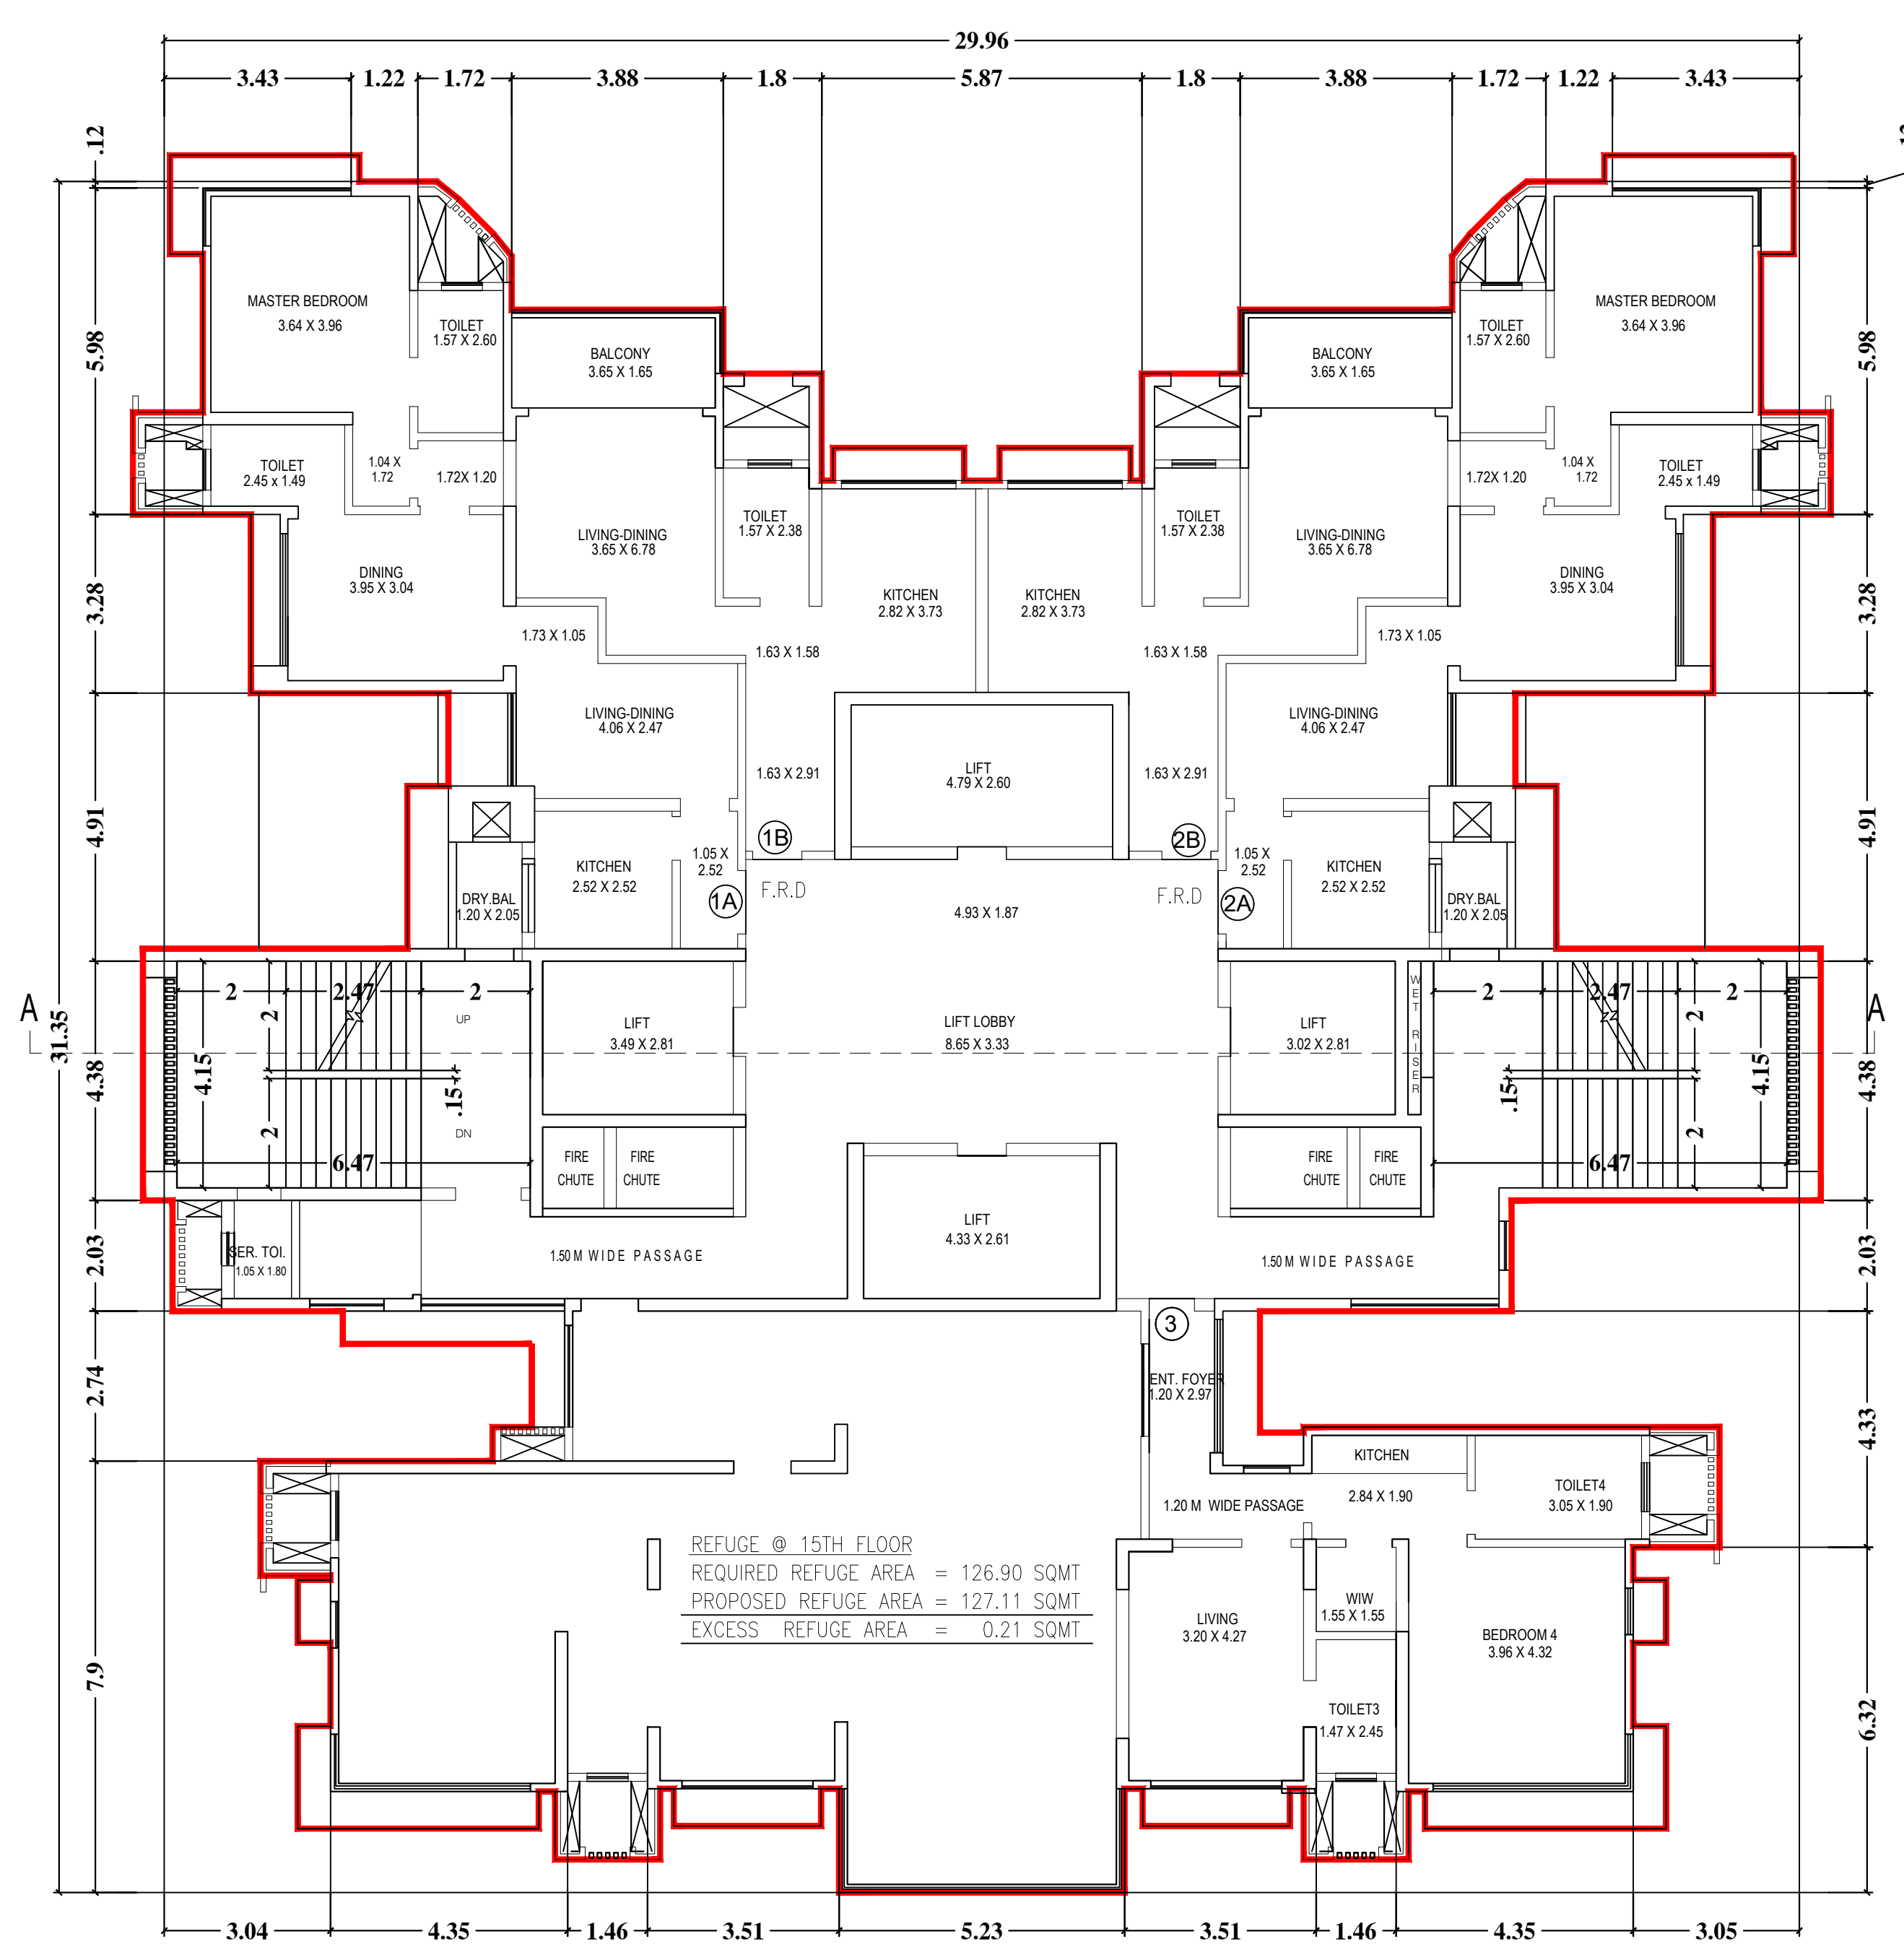 29.96
3.43 1.22 1.72 3.88 1.8 5.87 1.8 3.88 1.72 1.22 3.43
.12
MASTER BEDROOM
3.64 X 3.96
TOILET
1.57 X 2.60
BALCONY
3.65 X 1.65
BALCONY
3.65 X 1.65
TOILET
1.57 X 2.60
MASTER BEDROOM
3.64 X 3.96
5.98
5.98
TOILET
2.45 x 1.49
1.04 X
1.72
1.72X 1.20
1.72X 1.20
1.04 X
1.72
TOILET
2.45 x 1.49
LIVING-DINING
3.65 X 6.78
TOILET
1.57 X 2.38
TOILET
1.57 X 2.38
LIVING-DINING
3.65 X 6.78
DINING
3.95 X 3.04
KITCHEN
2.82 X 3.73
KITCHEN
2.82 X 3.73
DINING
3.95 X 3.04
3.28
3.28
1.73 X 1.05
1.63 X 1.58
1.63 X 1.58
1.73 X 1.05
LIVING-DINING
4.06 X 2.47
LIVING-DINING
4.06 X 2.47
1.63 X 2.91
LIFT
4.79 X 2.60
1.63 X 2.91
4.91
4.91
1B
2B
KITCHEN
2.52 X 2.52
1.05 X
2.52
1.05 X
2.52
KITCHEN
2.52 X 2.52
DRY.BAL
1.20 X 2.05
1A
F.R.D
4.93 X 1.87
F.R.D
2A
DRY.BAL
1.20 X 2.05
A
31.35
4.38
2 2.47 2
2
4.15
.15
2
6.47
UP
DN
LIFT
3.49 X 2.81
LIFT LOBBY
8.65 X 3.33
LIFT
3.02 X 2.81
WET RISER
2 2.47 2
2
4.15
.15
2
6.47
4.38
A
FIRE
CHUTE
FIRE
CHUTE
FIRE
CHUTE
FIRE
CHUTE
2.03
SER. TOI.
1.05 X 1.80
1.50 M WIDE PASSAGE
LIFT
4.33 X 2.61
1.50 M WIDE PASSAGE
2.03
3
2.74
ENT. FOYER
1.20 X 2.97
4.33
KITCHEN
2.84 X 1.90
TOILET4
3.05 X 1.90
1.20 M WIDE PASSAGE
REFUGE @ 15TH FLOOR
REQUIRED REFUGE AREA = 126.90 SQMT
PROPOSED REFUGE AREA = 127.11 SQMT
EXCESS REFUGE AREA = 0.21 SQMT
WIW
1.55 X 1.55
LIVING
3.20 X 4.27
BEDROOM 4
3.96 X 4.32
7.9
6.32
TOILET3
1.47 X 2.45
3.04 4.35 1.46 3.51 5.23 3.51 1.46 4.35 3.05